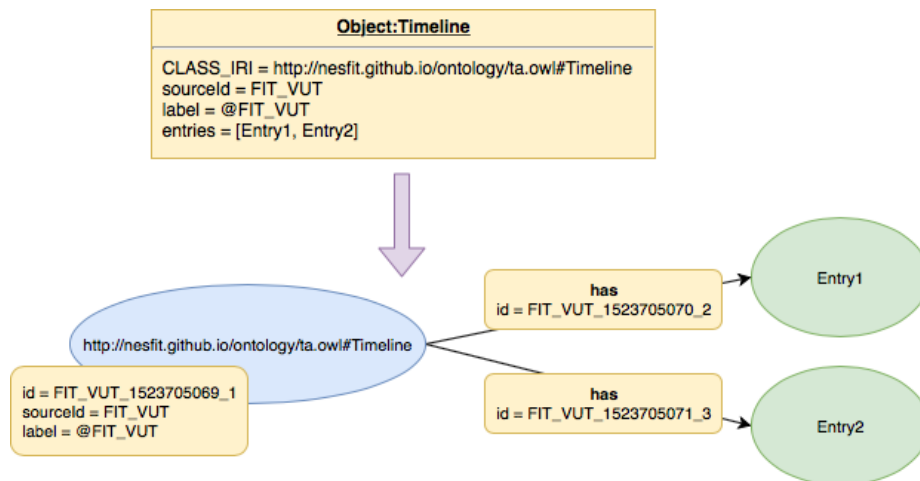 Object:Timeline
CLASS_IRI = http://nesfit.github.io/ontology/ta.owl#Timeline
sourceId = FIT_VUT
label = @FIT_VUT
entries = [Entry1, Entry2]
has
id = FIT_VUT_1523705070_2
Entry1
http://nesfit.github.io/ontology/ta.owl#Timeline
id = FIT_VUT_1523705069_1
sourceId = FIT_VUT
label = @FIT_VUT
has
id = FIT_VUT_1523705071_3
Entry2